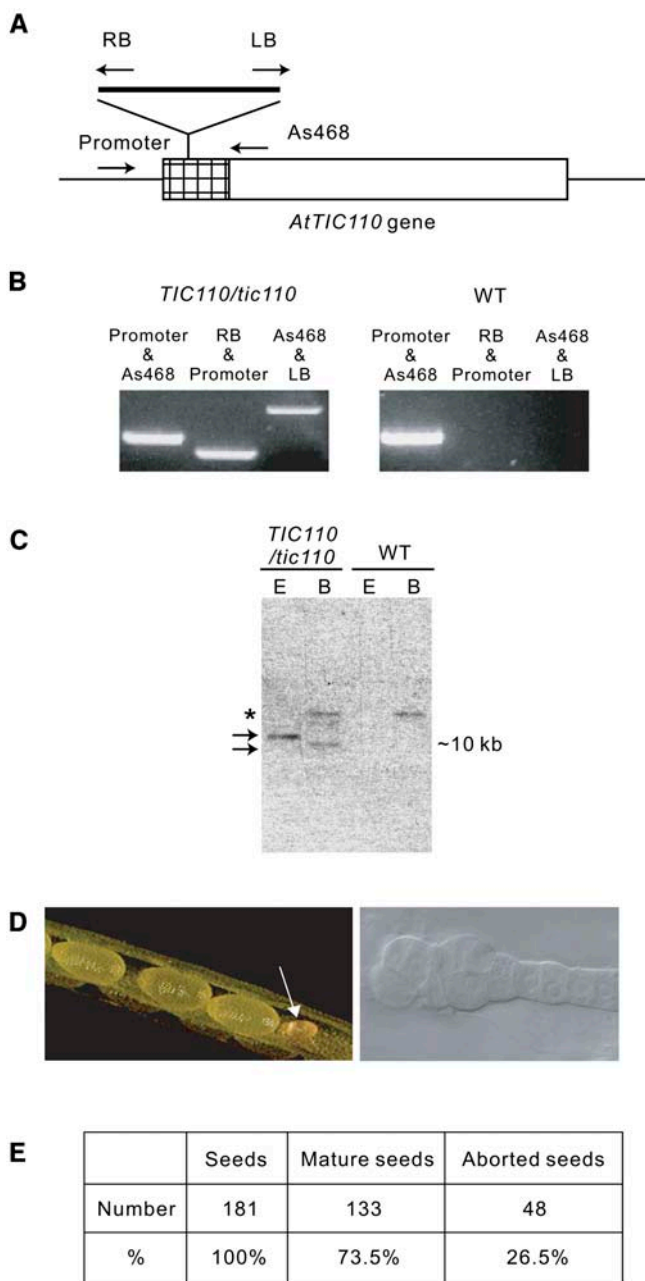 A
RB LB
Promoter
As468
AtTIC110 gene
B
TIC110/tic110 WT
Promoter & As468 RB & Promoter As468 & LB Promoter & As468 RB & Promoter As468 & LB
C
TIC110 /tic110 WT
E B E B
*
~10 kb
D
E
Seeds Mature seeds Aborted seeds
Number 181 133 48
% 100% 73.5% 26.5%